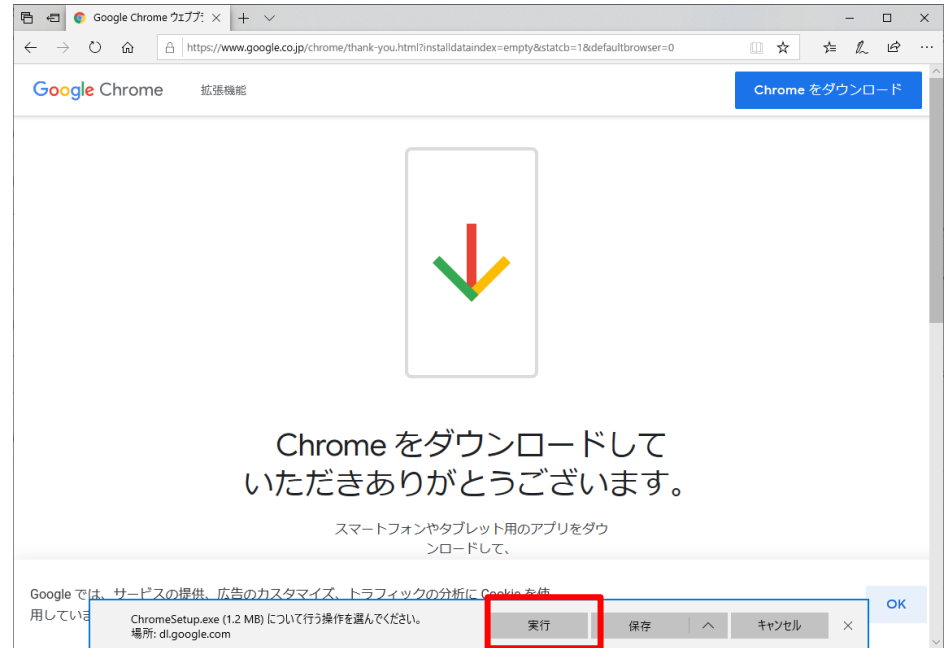 Google Chrome ウェブブ
https://www.google.co.jp/chrome/thank-you.html?installdataindex=empty&statcb=1&defaultbrowser=0
Google Chrome 拡張機能 Chrome をダウンロード
Chrome をダウンロードして
いただきありがとうございます。
スマートフォンやタブレット用のアプリをダウ
ンロードして、
Google では、サービスの提供、広告のカスタマイズ、トラフィックの分析に Cookie を使
用していま
OK
ChromeSetup.exe (1.2 MB) について行う操作を選んでください。
場所: dl.google.com
実行 保存 キャンセル